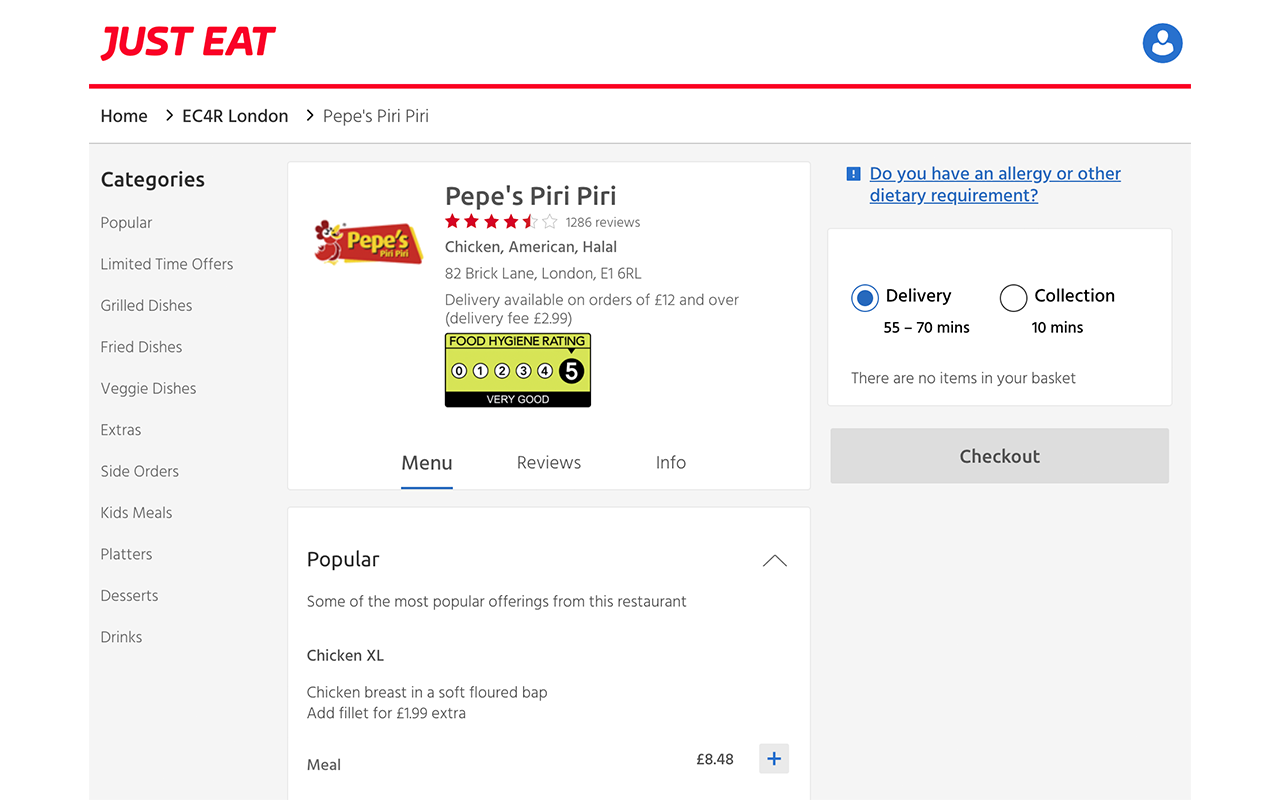 JUST EAT
Home > EC4R London > Pepe's Piri Piri
Categories
Popular
Limited Time Offers
Grilled Dishes
Fried Dishes
Veggie Dishes
Extras
Side Orders
Kids Meals
Platters
Desserts
Drinks
Pepe's
Piri Piri
Pepe's Piri Piri
1286 reviews
Chicken, American, Halal
82 Brick Lane, London, E1 6RL
Delivery available on orders of £12 and over
(delivery fee £2.99)
FOOD HYGIENE RATING
0 1 2 3 4 5
VERY GOOD
Menu Reviews Info
Popular
Some of the most popular offerings from this restaurant
Chicken XL
Chicken breast in a soft floured bap
Add fillet for £1.99 extra
Meal £8.48 +
! Do you have an allergy or other
dietary requirement?
Delivery Collection
55 – 70 mins 10 mins
There are no items in your basket
Checkout